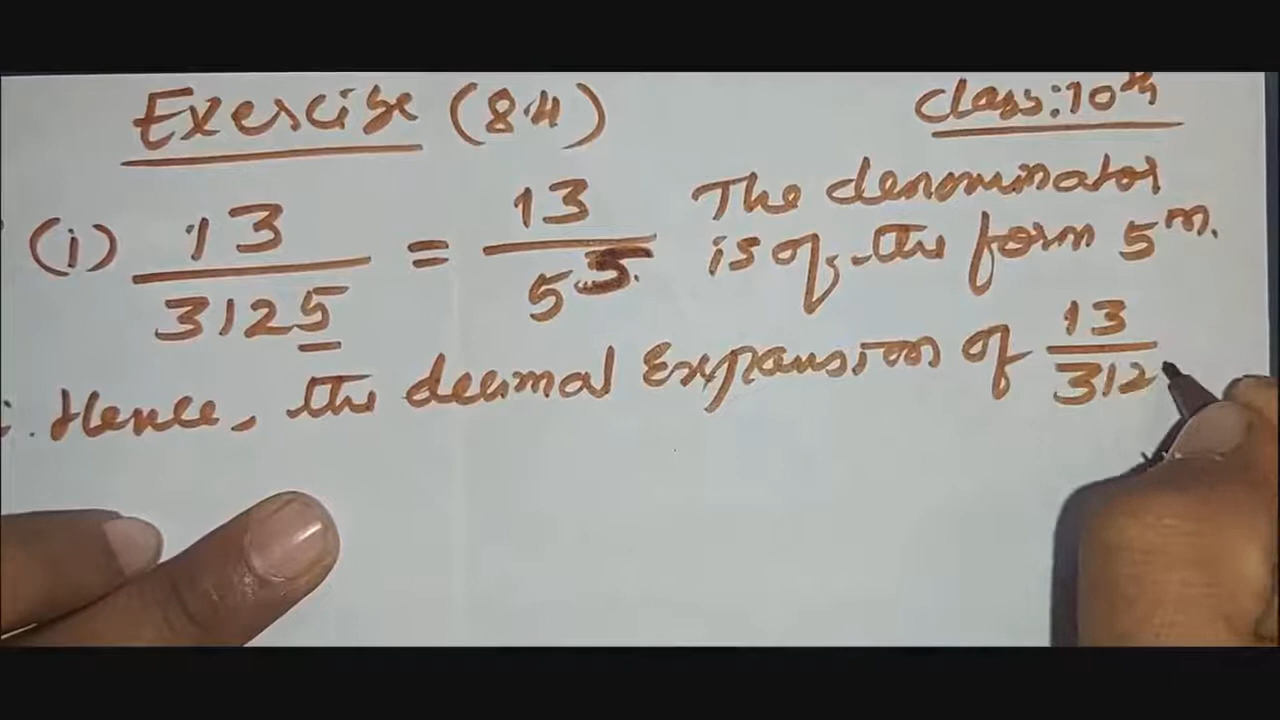 Exercise (8.4) Class: 10th
(i) 13/3125 = 13/5^5 The denominator
is of the form 5^m.
Hence, the decimal Expansion of 13/312